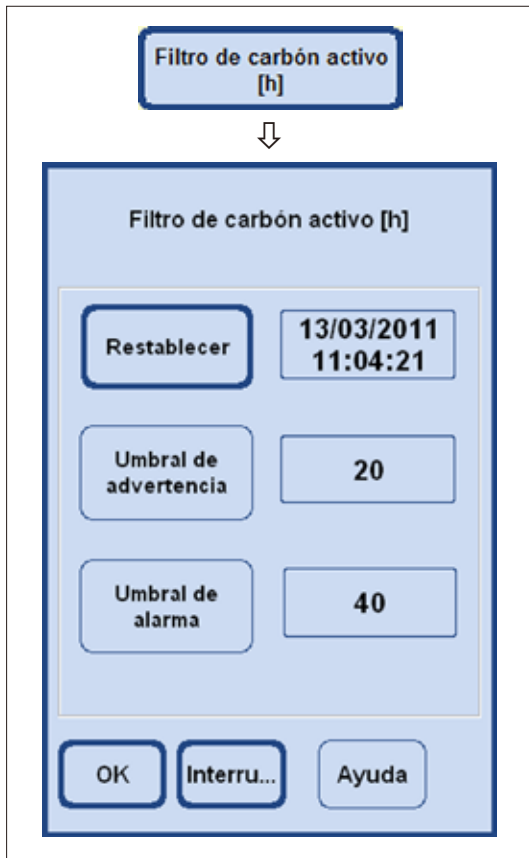 Filtro de carbón activo
[h]
Filtro de carbón activo [h]
Restablecer
13/03/2011
11:04:21
Umbral de
advertencia
20
Umbral de
alarma
40
OK
Interru...
Ayuda